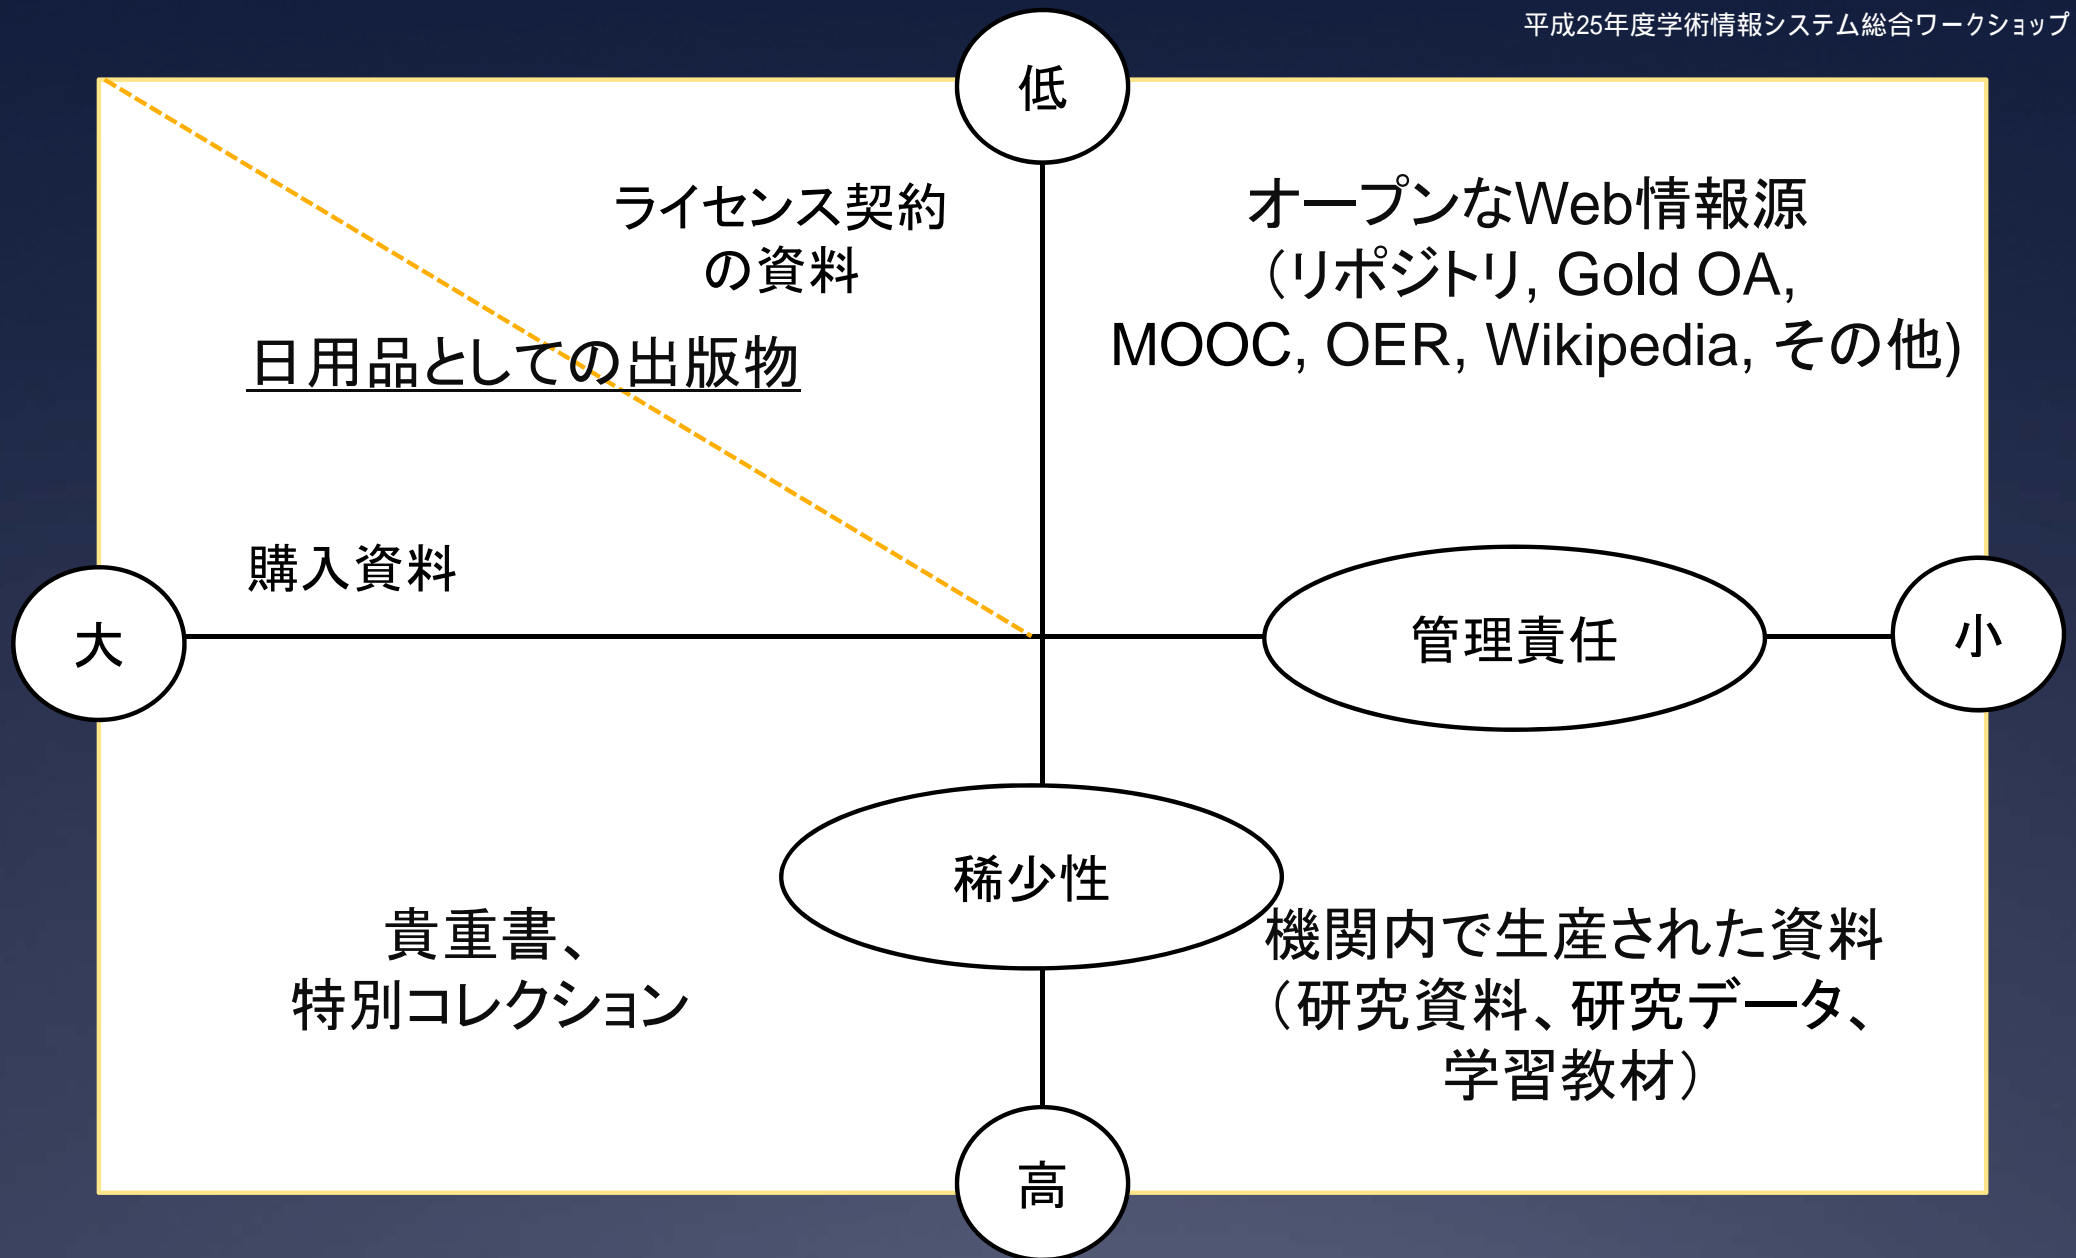 平成25年度学術情報システム総合ワークショップ
低
ライセンス契約
の資料
オープンなWeb情報源
（リポジトリ, Gold OA,
MOOC, OER, Wikipedia, その他)
日用品としての出版物
購入資料
大
管理責任
小
稀少性
貴重書、
特別コレクション
機関内で生産された資料
（研究資料、研究データ、
学習教材）
高